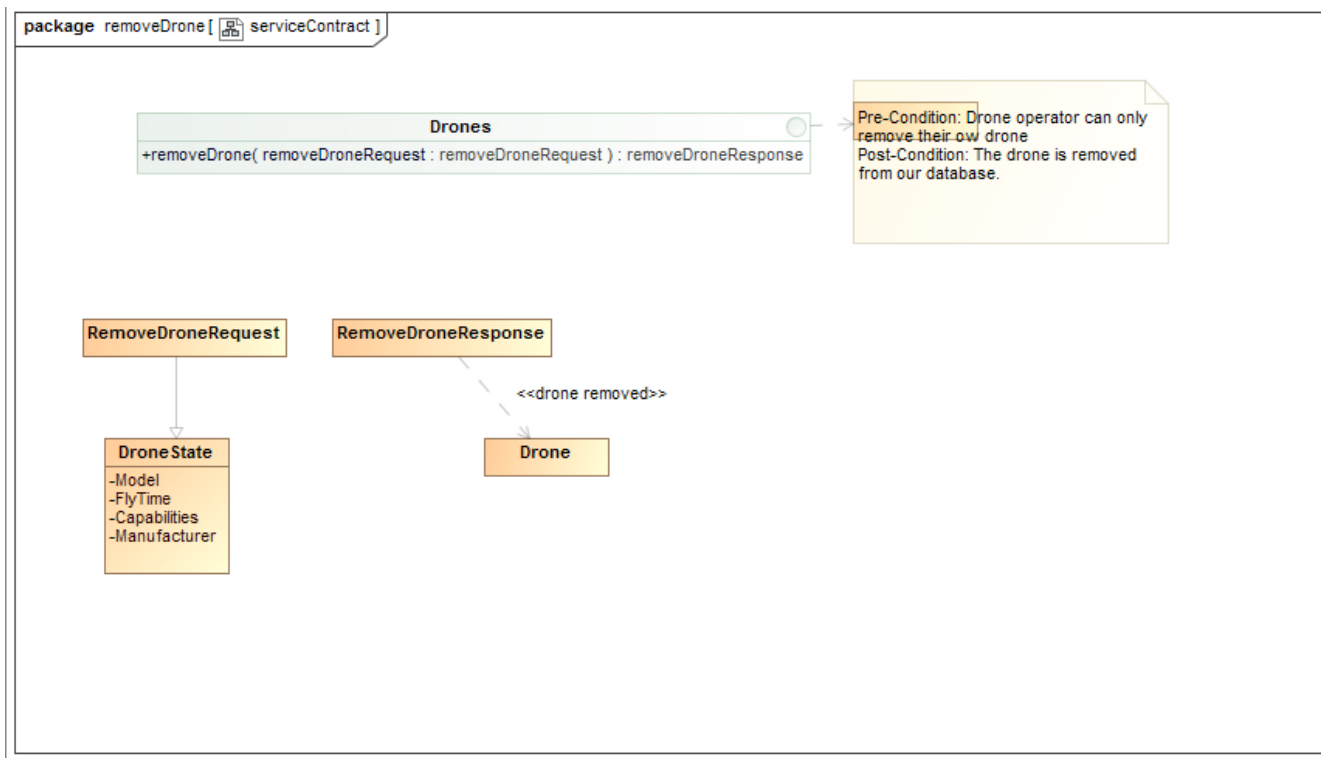 package removeDrone [ serviceContract ]
Drones
+removeDrone( removeDroneRequest : removeDroneRequest ) : removeDroneResponse
Pre-Condition: Drone operator can only
remove their ow drone
Post-Condition: The drone is removed
from our database.
RemoveDroneRequest
RemoveDroneResponse
<<drone removed>>
DroneState
-Model
-FlyTime
-Capabilities
-Manufacturer
Drone